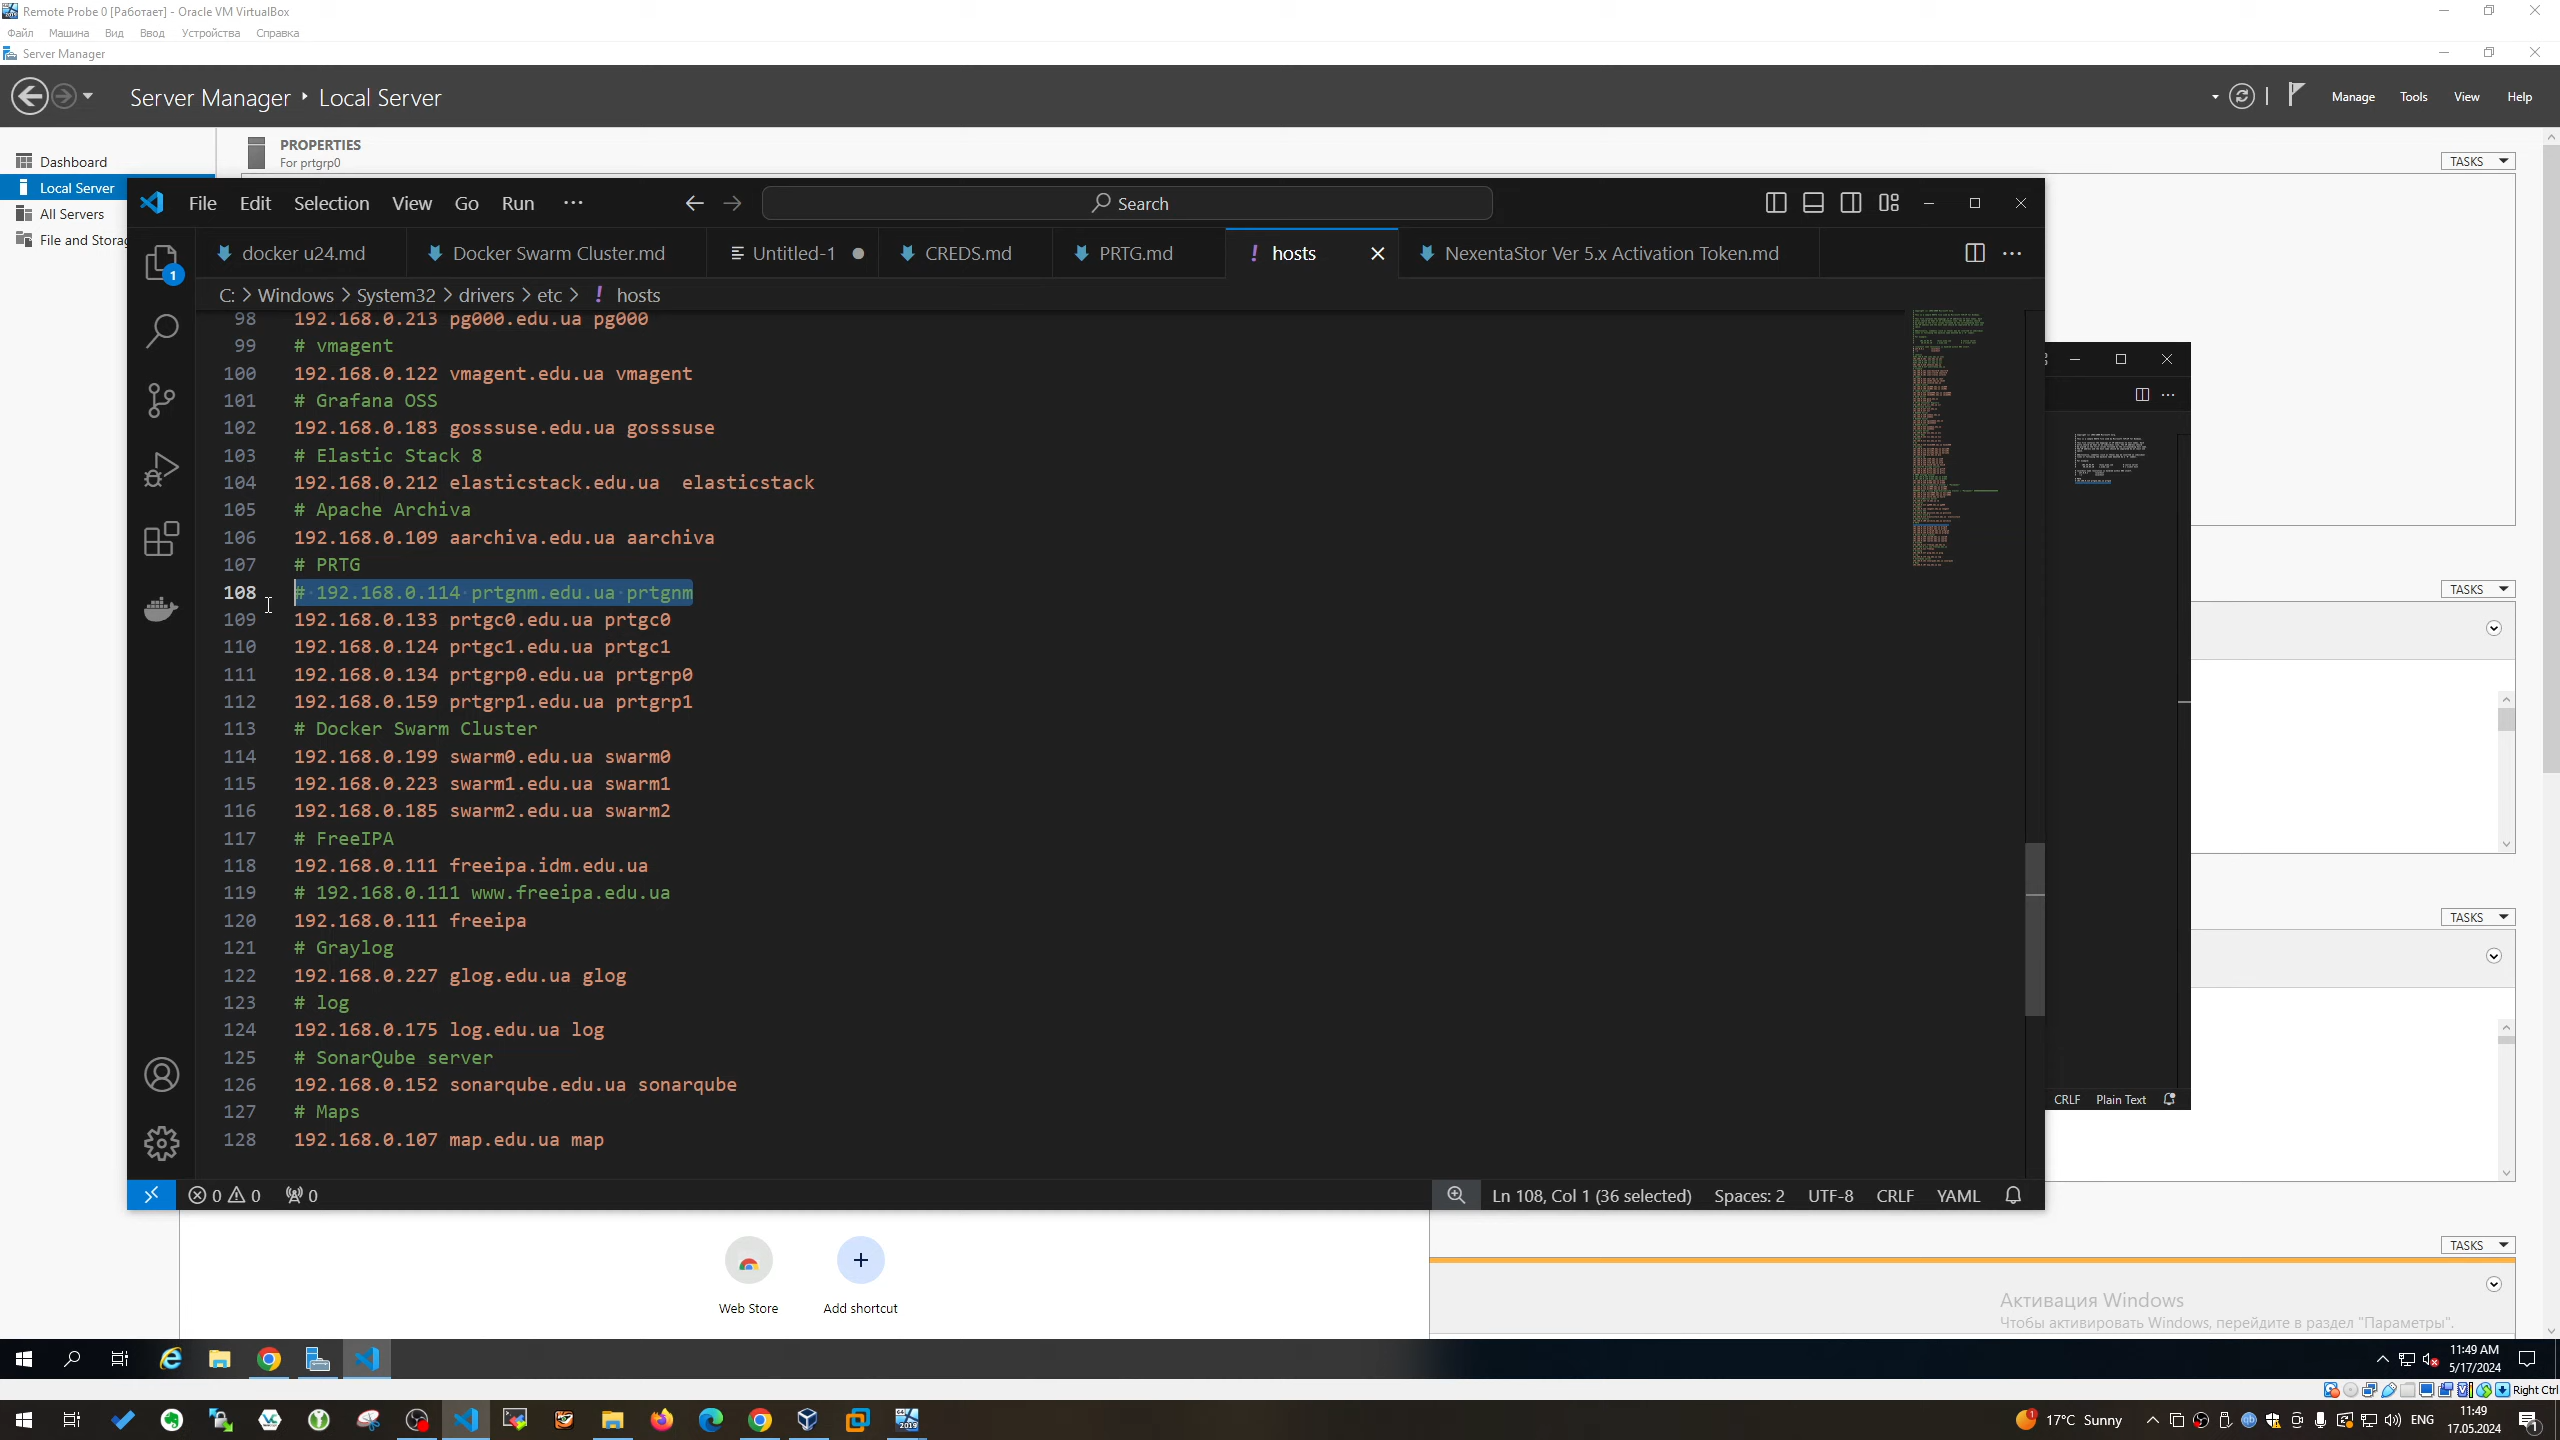 Remote Probe 0 [Работает] - Oracle VM VirtualBox
Файл Машина Вид Ввод Устройства Справка
Server Manager
Server Manager Local Server
Manage Tools View Help
PROPERTIES
For prtgrp0
TASKS
Dashboard
Local Server
All Servers
File and Storag
File Edit Selection View Go Run ···
Search
docker u24.md Docker Swarm Cluster.md Untitled-1 CREDS.md PRTG.md hosts NexentaStor Ver 5.x Activation Token.md
C: > Windows > System32 > drivers > etc > ! hosts
98 192.168.0.213 pg000.edu.ua pg000
99 # vmagent
100 192.168.0.122 vmagent.edu.ua vmagent
101 # Grafana OSS
102 192.168.0.183 gosssuse.edu.ua gosssuse
103 # Elastic Stack 8
104 192.168.0.212 elasticstack.edu.ua  elasticstack
105 # Apache Archiva
106 192.168.0.109 aarchiva.edu.ua aarchiva
107 # PRTG
108 # 192.168.0.114 prtgnm.edu.ua prtgnm
109 192.168.0.133 prtgc0.edu.ua prtgc0
110 192.168.0.124 prtgc1.edu.ua prtgc1
111 192.168.0.134 prtgrp0.edu.ua prtgrp0
112 192.168.0.159 prtgrp1.edu.ua prtgrp1
113 # Docker Swarm Cluster
114 192.168.0.199 swarm0.edu.ua swarm0
115 192.168.0.223 swarm1.edu.ua swarm1
116 192.168.0.185 swarm2.edu.ua swarm2
117 # FreeIPA
118 192.168.0.111 freeipa.idm.edu.ua
119 # 192.168.0.111 www.freeipa.edu.ua
120 192.168.0.111 freeipa
121 # Graylog
122 192.168.0.227 glog.edu.ua glog
123 # log
124 192.168.0.175 log.edu.ua log
125 # SonarQube server
126 192.168.0.152 sonarqube.edu.ua sonarqube
127 # Maps
128 192.168.0.107 map.edu.ua map
1
0 0 0
Ln 108, Col 1 (36 selected) Spaces: 2 UTF-8 CRLF YAML
TASKS
TASKS
CRLF Plain Text
TASKS
Web Store Add shortcut
Активация Windows
Чтобы активировать Windows, перейдите в раздел "Параметры".
11:49 AM
5/17/2024
Right Ctrl
17°C Sunny
ENG
11:49
17.05.2024